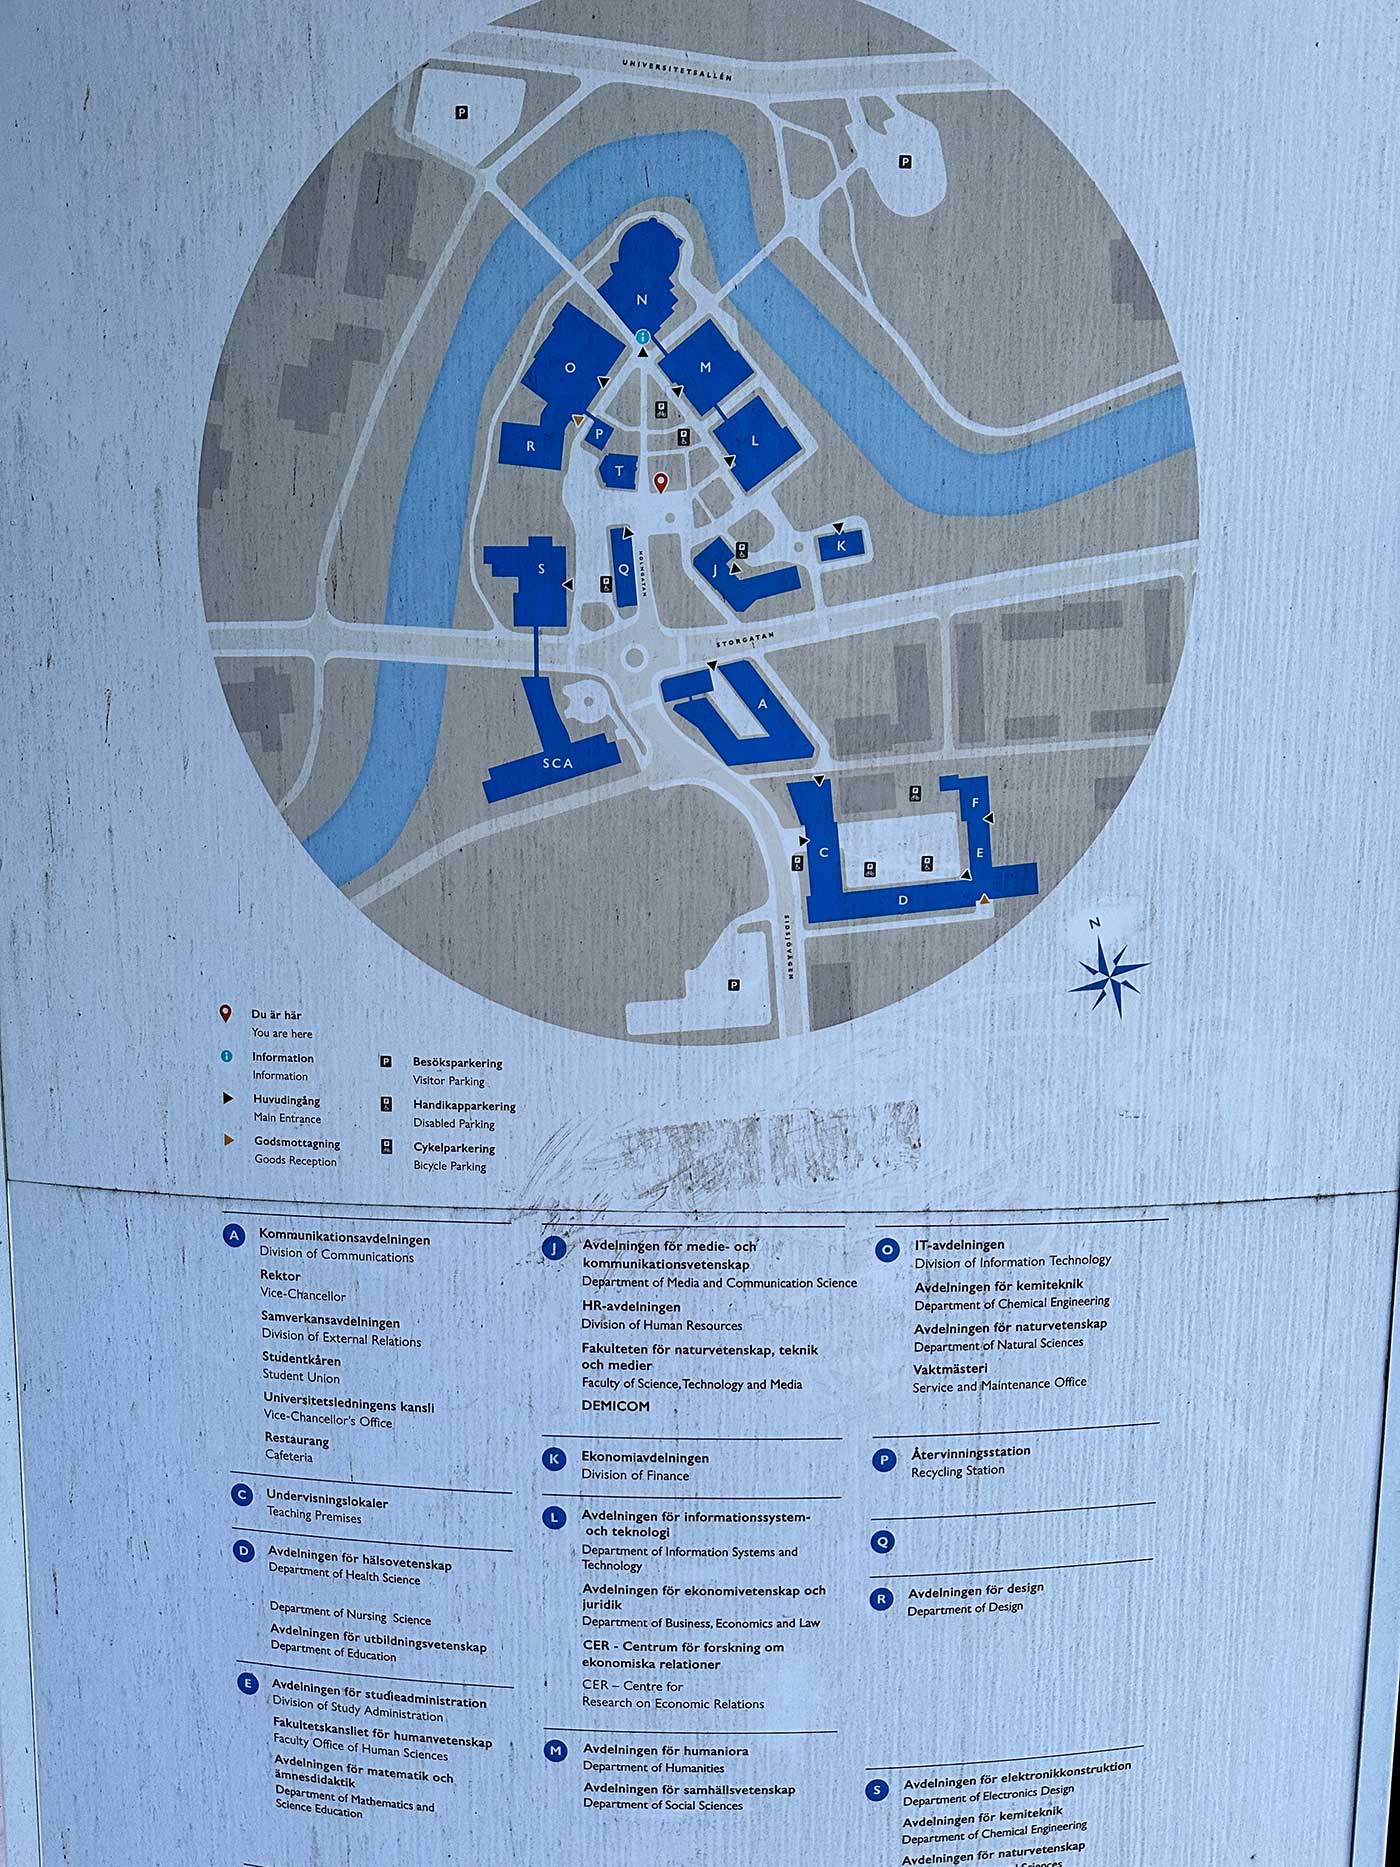 UNIVERSITETSALLÉN
P
P
N
O
M
R
P
L
T
S
Q
HOLMGATAN
J
K
STORGATAN
A
SCA
F
C
E
D
SIDSJÖVÄGEN
P
N
Du är här
You are here
Information
Information
Huvudingång
Main Entrance
Godsmottagning
Goods Reception
P Besöksparkering
Visitor Parking
P Handikapparkering
Disabled Parking
P Cykelparkering
Bicycle Parking
A Kommunikationsavdelningen
Division of Communications
Rektor
Vice-Chancellor
Samverkansavdelningen
Division of External Relations
Studentkåren
Student Union
Universitetsledningens kansli
Vice-Chancellor's Office
Restaurang
Cafeteria
C Undervisningslokaler
Teaching Premises
D Avdelningen för hälsovetenskap
Department of Health Science
Department of Nursing Science
Avdelningen för utbildningsvetenskap
Department of Education
E Avdelningen för studieadministration
Division of Study Administration
Fakultetskansliet för humanvetenskap
Faculty Office of Human Sciences
Avdelningen för matematik och
ämnesdidaktik
Department of Mathematics and
Science Education
J Avdelningen för medie- och
kommunikationsvetenskap
Department of Media and Communication Science
HR-avdelningen
Division of Human Resources
Fakulteten för naturvetenskap, teknik
och medier
Faculty of Science, Technology and Media
DEMICOM
K Ekonomiavdelningen
Division of Finance
L Avdelningen för informationssystem-
och teknologi
Department of Information Systems and
Technology
Avdelningen för ekonomivetenskap och
juridik
Department of Business, Economics and Law
CER - Centrum för forskning om
ekonomiska relationer
CER – Centre for
Research on Economic Relations
M Avdelningen för humaniora
Department of Humanities
Avdelningen för samhällsvetenskap
Department of Social Sciences
O IT-avdelningen
Division of Information Technology
Avdelningen för kemiteknik
Department of Chemical Engineering
Avdelningen för naturvetenskap
Department of Natural Sciences
Vaktmästeri
Service and Maintenance Office
P Återvinningsstation
Recycling Station
Q
R Avdelningen för design
Department of Design
S Avdelningen för elektronikkonstruktion
Department of Electronics Design
Avdelningen för kemiteknik
Department of Chemical Engineering
Avdelningen för naturvetenskap
Sciences